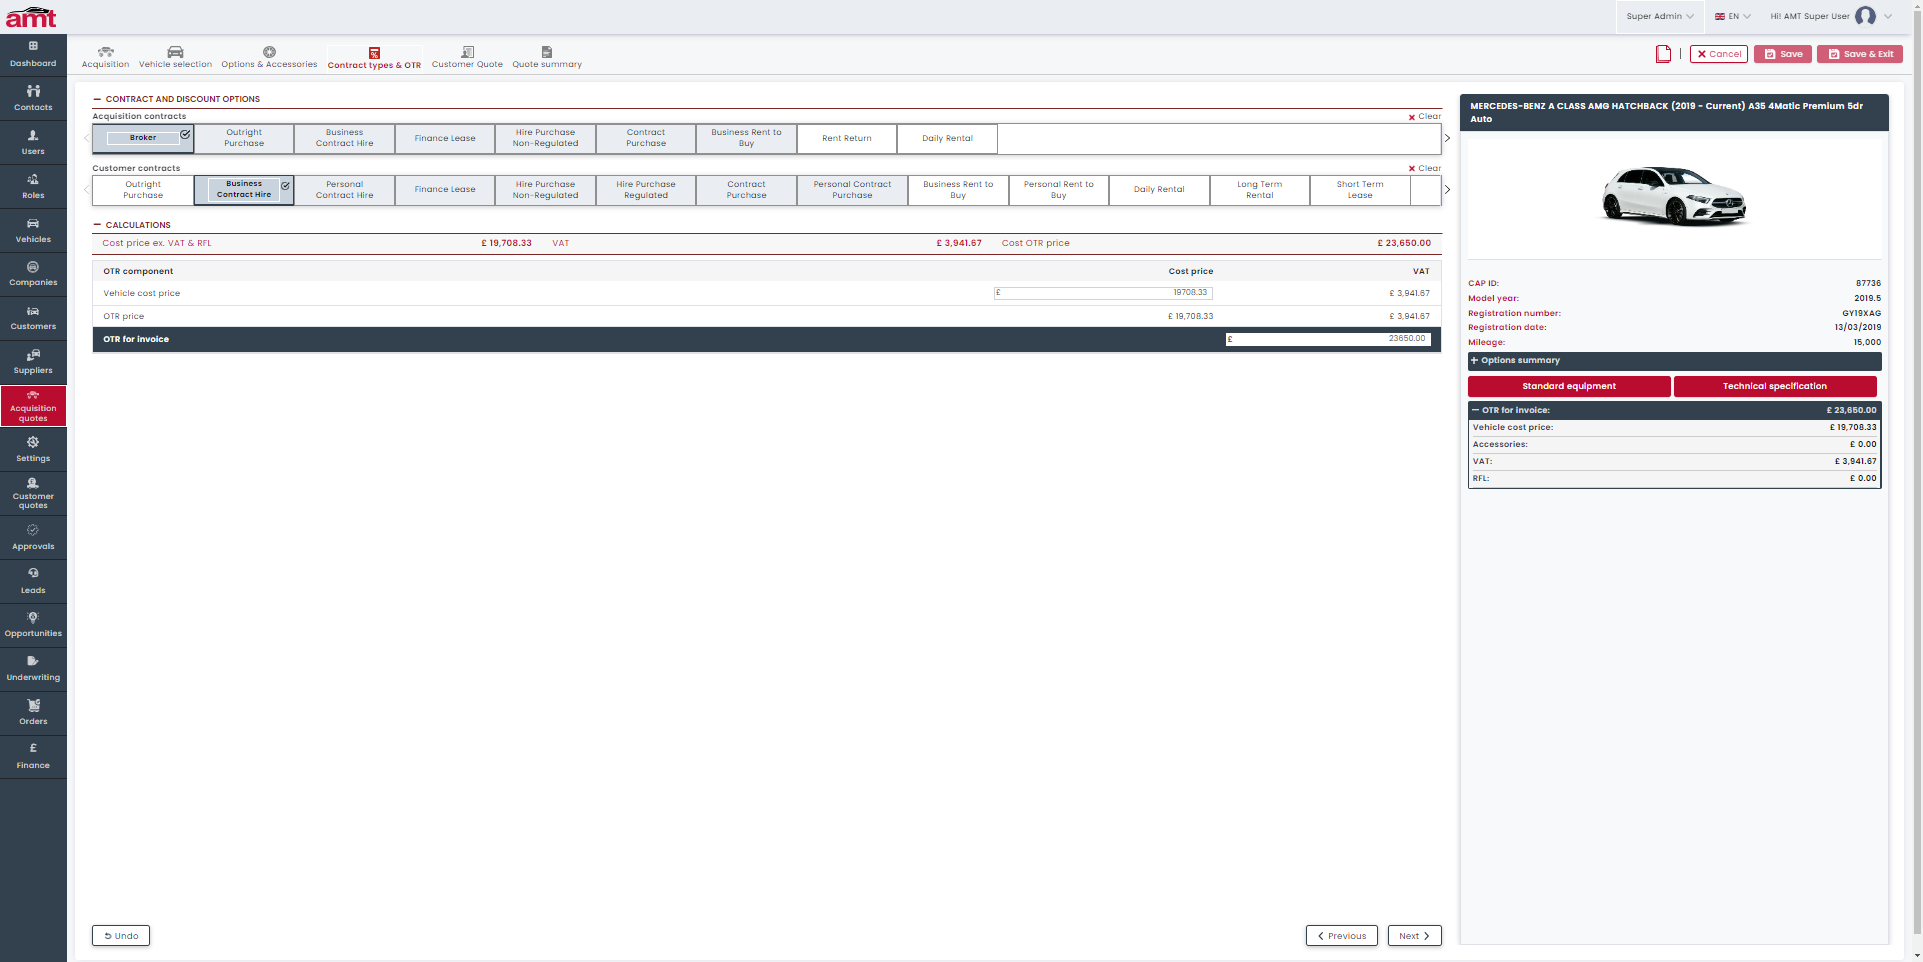 amt
Super Admin
EN
Hi! AMT Super User
Dashboard
Contacts
Users
Roles
Vehicles
Companies
Customers
Suppliers
Acquisition
quotes
Settings
Customer
quotes
Approvals
Leads
Opportunities
Underwriting
Orders
£
Finance
Acquisition
Vehicle selection
Options & Accessories
Contract types & OTR
Customer Quote
Quote summary
Cancel
Save
Save & Exit
CONTRACT AND DISCOUNT OPTIONS
Acquisition contracts
Clear
Broker
Outright
Purchase
Business
Contract Hire
Finance Lease
Hire Purchase
Non-Regulated
Contract
Purchase
Business Rent to
Buy
Rent Return
Daily Rental
Customer contracts
Clear
Outright
Purchase
Business
Contract Hire
Personal
Contract Hire
Finance Lease
Hire Purchase
Non-Regulated
Hire Purchase
Regulated
Contract
Purchase
Personal Contract
Purchase
Business Rent to
Buy
Personal Rent to
Buy
Daily Rental
Long Term
Rental
Short Term
Lease
CALCULATIONS
Cost price ex. VAT & RFL £ 19,708.33 VAT £ 3,941.67 Cost OTR price £ 23,650.00
OTR component Cost price VAT
Vehicle cost price £ 19708.33 £ 3,941.67
OTR price £ 19,708.33 £ 3,941.67
OTR for invoice £ 23650.00
Undo
Previous
Next
MERCEDES-BENZ A CLASS AMG HATCHBACK (2019 - Current) A35 4Matic Premium 5dr
Auto
CAP ID: 87736
Model year: 2019.5
Registration number: GY19XAG
Registration date: 13/03/2019
Mileage: 15,000
+ Options summary
Standard equipment
Technical specification
OTR for invoice: £ 23,650.00
Vehicle cost price: £ 19,708.33
Accessories: £ 0.00
VAT: £ 3,941.67
RFL: £ 0.00